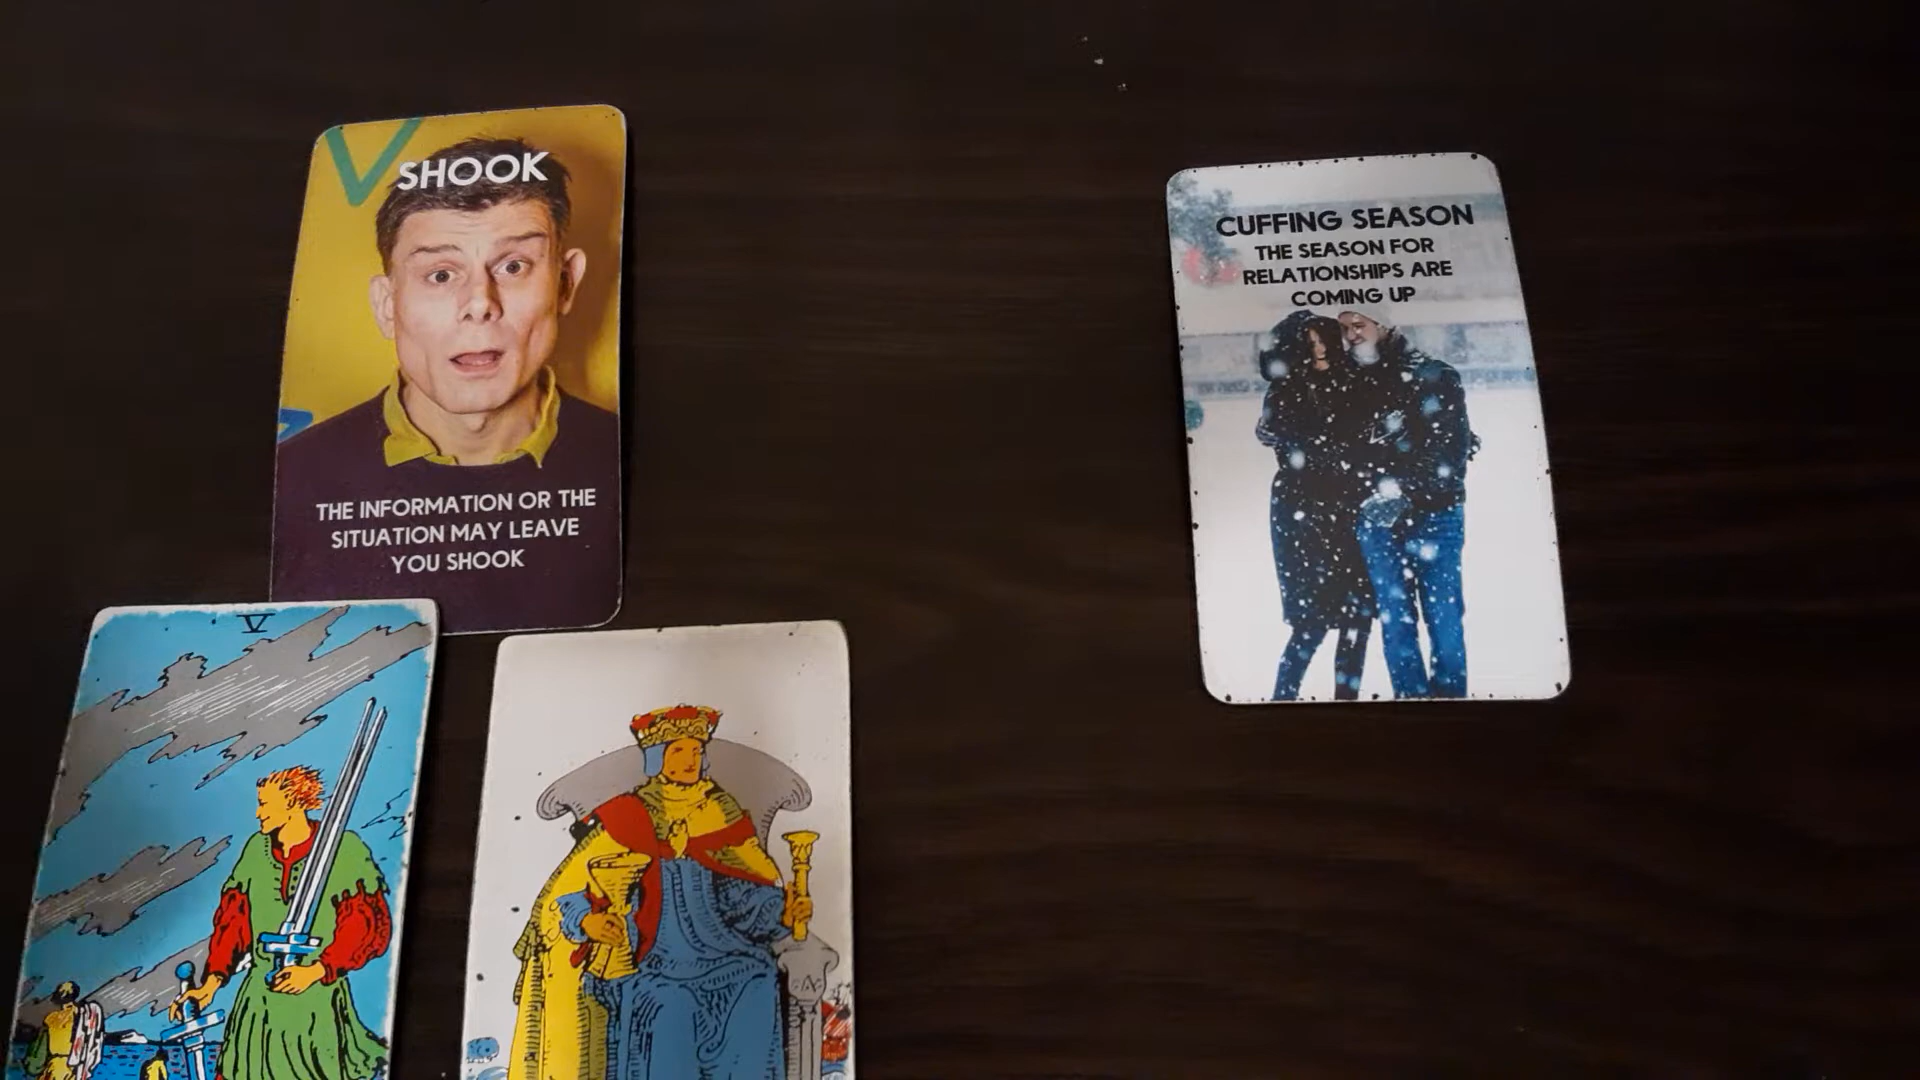 SHOOK
THE INFORMATION OR THE
SITUATION MAY LEAVE
YOU SHOOK
CUFFING SEASON
THE SEASON FOR
RELATIONSHIPS ARE
COMING UP
V